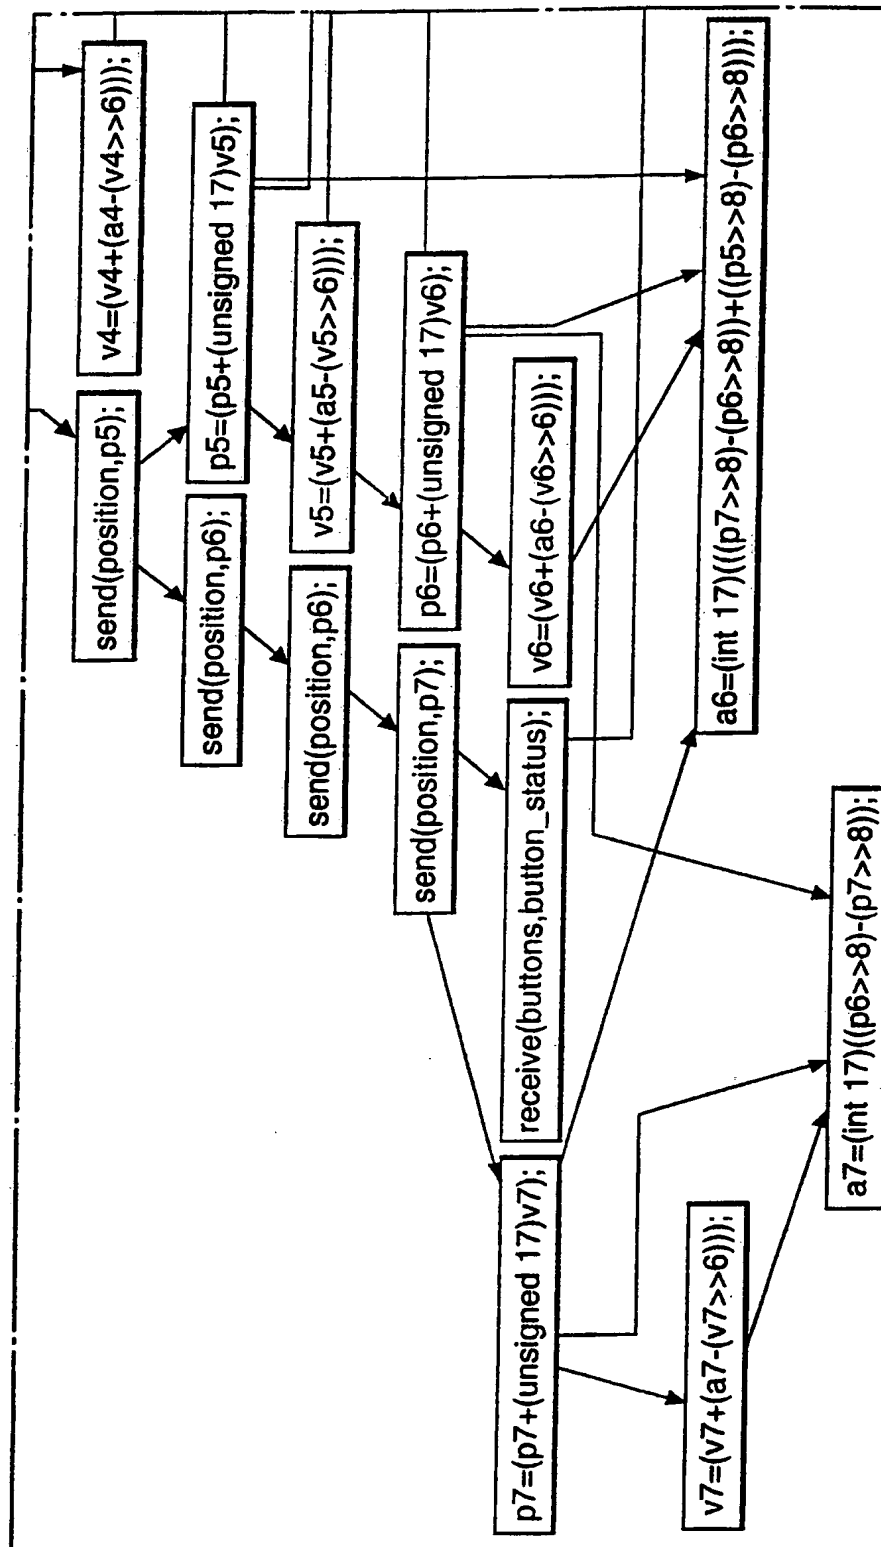 v4=(v4+(a4-(v4>>6)));
send(position,p5);
p5=(p5+(unsigned 17)v5);
send(position,p6);
v5=(v5+(a5-(v5>>6)));
send(position,p6);
p6=(p6+(unsigned 17)v6);
send(position,p7);
v6=(v6+(a6-(v6>>6)));
receive(buttons,button_status);
p7=(p7+(unsigned 17)v7);
a6=(int 17)(((p7>>8)-(p6>>8))+((p5>>8)-(p6>>8)));
v7=(v7+(a7-(v7>>6)));
a7=(int 17)((p6>>8)-(p7>>8));